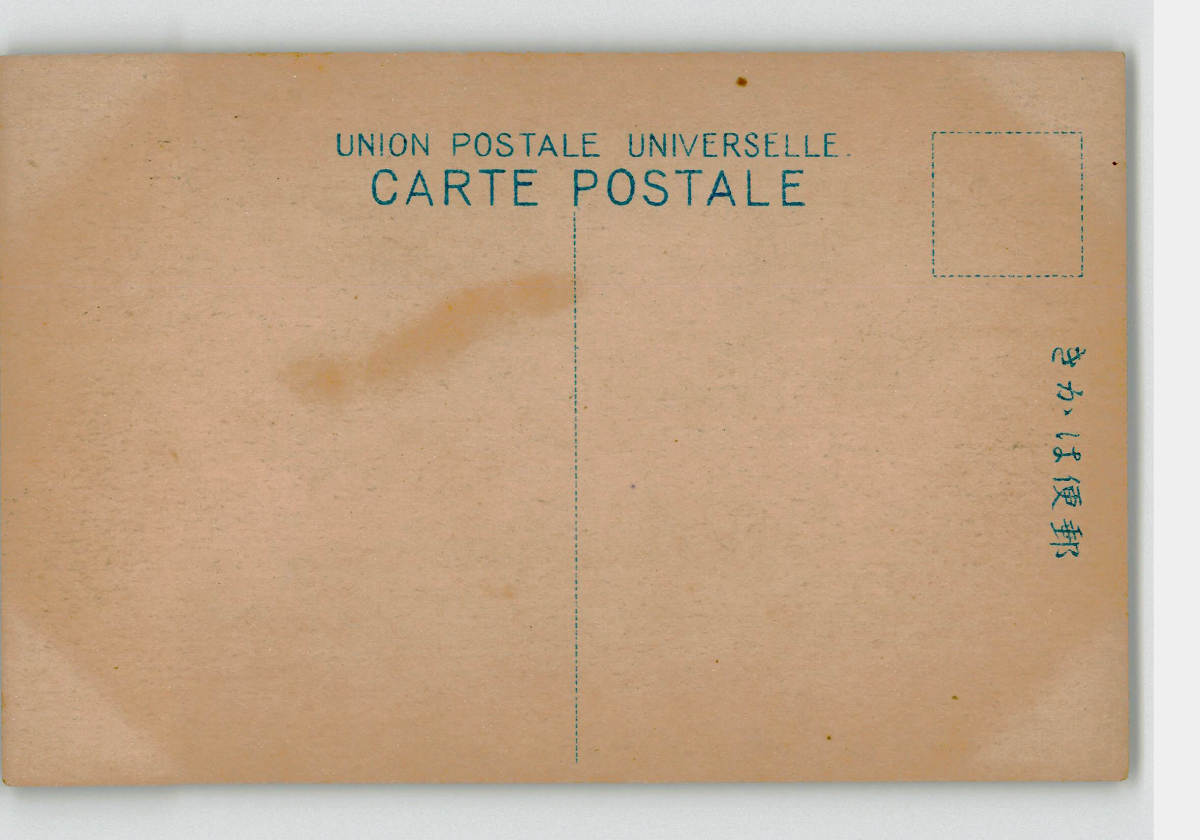 UNION POSTALE UNIVERSELLE.
CARTE POSTALE
郵便はかき